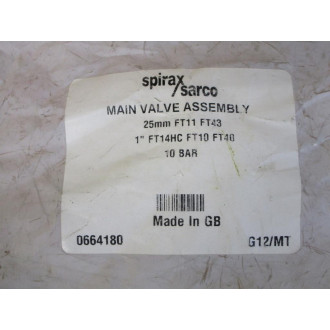 spirax
/sarco
MAIN VALVE ASSEMBLY
25mm FT11 FT43
1" FT14HC FT10 FT46
10 BAR
Made In GB
0664180 G12/MT